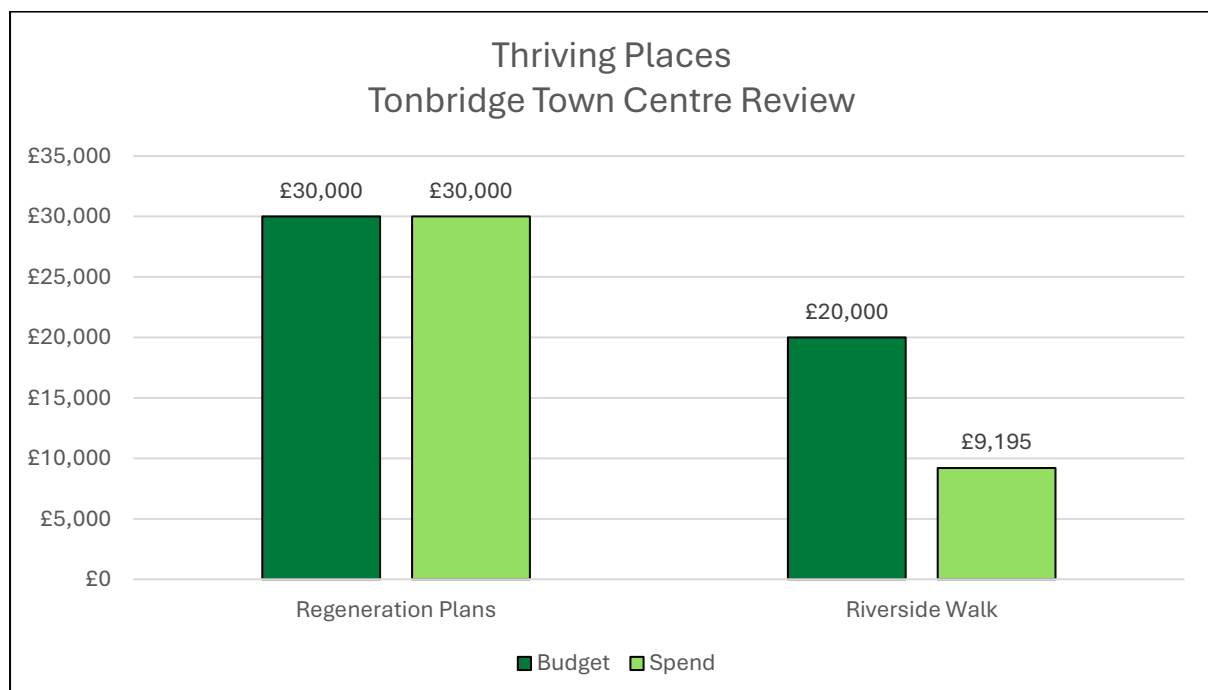 Thriving Places
Tonbridge Town Centre Review
£35,000
£30,000
£25,000
£20,000
£15,000
£10,000
£5,000
£0
£30,000
£30,000
£20,000
£9,195
Regeneration Plans
Riverside Walk
Budget
Spend